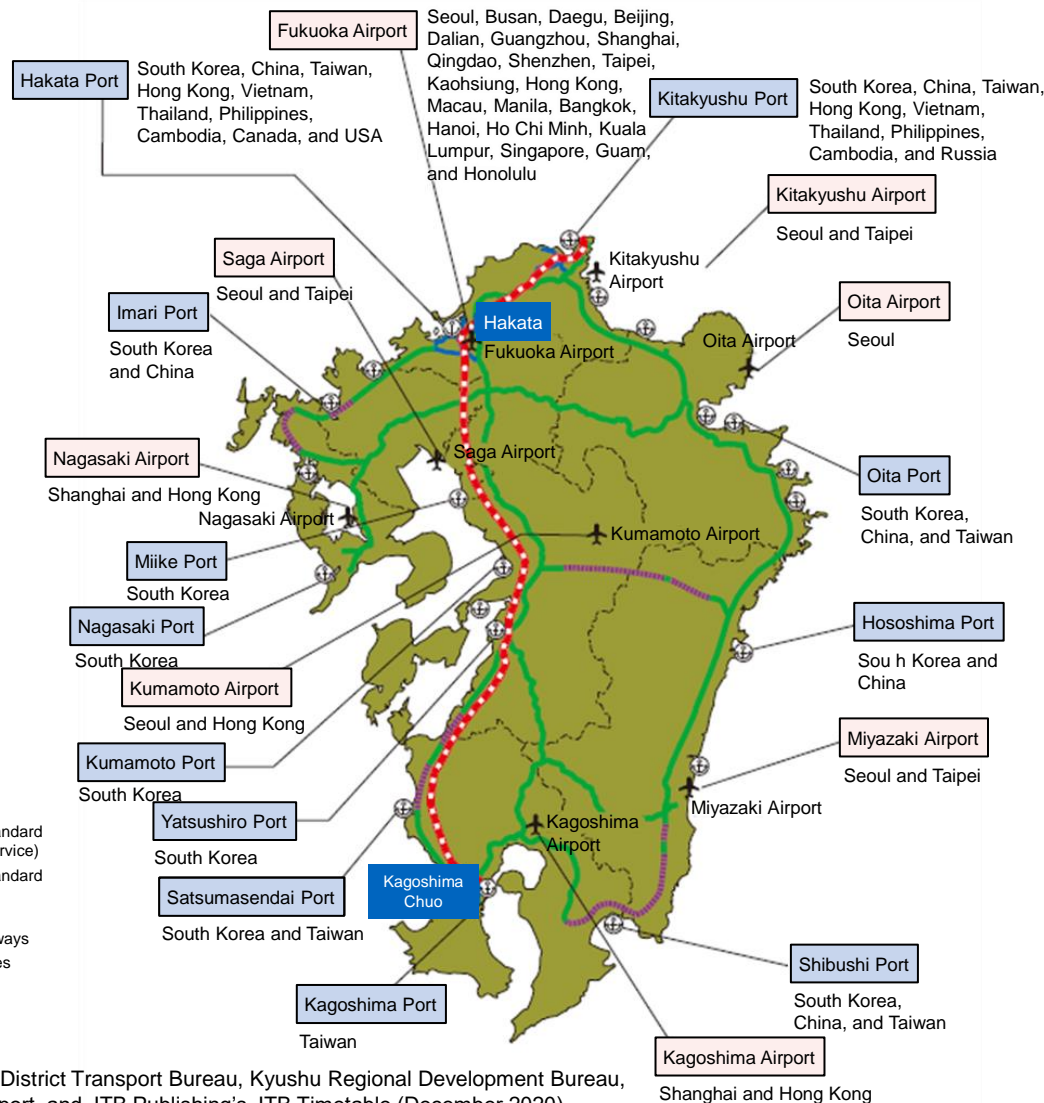 Fukuoka Airport
Seoul, Busan, Daegu, Beijing,
Dalian, Guangzhou, Shanghai,
Qingdao, Shenzhen, Taipei,
Kaohsiung, Hong Kong,
Macau, Manila, Bangkok,
Hanoi, Ho Chi Minh, Kuala
Lumpur, Singapore, Guam,
and Honolulu
Hakata Port
South Korea, China, Taiwan,
Hong Kong, Vietnam,
Thailand, Philippines,
Cambodia, Canada, and USA
Kitakyushu Port
South Korea, China, Taiwan,
Hong Kong, Vietnam,
Thailand, Philippines,
Cambodia, and Russia
Kitakyushu Airport
Seoul and Taipei
Saga Airport
Seoul and Taipei
Kitakyushu
Airport
Imari Port
South Korea
and China
Hakata
Fukuoka Airport
Oita Airport
Oita Airport
Seoul
Nagasaki Airport
Shanghai and Hong Kong
Nagasaki Airport
Saga Airport
Oita Port
South Korea,
China, and Taiwan
Miike Port
South Korea
Kumamoto Airport
Nagasaki Port
South Korea
Hososhima Port
Sou h Korea and
China
Kumamoto Airport
Seoul and Hong Kong
Kumamoto Port
South Korea
Miyazaki Airport
Seoul and Taipei
Miyazaki Airport
Yatsushiro Port
South Korea
Kagoshima
Airport
Satsumasendai Port
South Korea and Taiwan
Kagoshima
Chuo
Shibushi Port
South Korea,
China, and Taiwan
Kagoshima Port
Taiwan
Kagoshima Airport
Shanghai and Hong Kong
District Transport Bureau, Kyushu Regional Development Bureau,
and JTB Publishing's JTB Timetable (December 2020)